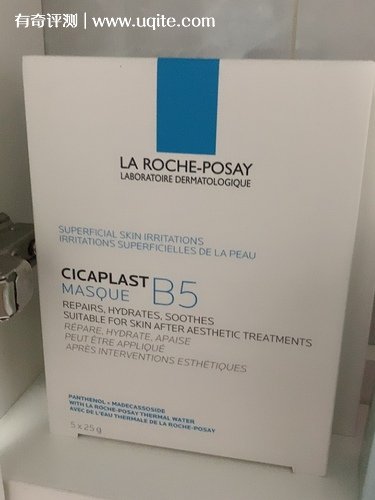 有奇评测 | www.uqite.com
LA ROCHE-POSAY
LABORATOIRE DERMATOLOGIQUE
SUPERFICIAL SKIN IRRITATIONS
IRRITATIONS SUPERFICIELLES DE LA PEAU
CICAPLAST B5
MASQUE
REPAIRS, HYDRATES, SOOTHES
SUITABLE FOR SKIN AFTER AESTHETIC TREATMENTS
RÉPARE, HYDRATE, APAISE
PEUT ÊTRE APPLIQUÉ
APRÈS INTERVENTIONS ESTHÉTIQUES
PANTHENOL + MADECASSOSIDE
WITH LA ROCHE-POSAY THERMAL WATER
AVEC DE L'EAU THERMALE DE LA ROCHE-POSAY
5 x 25 g